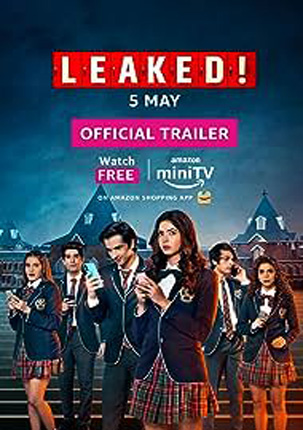 LEAKED!
5 MAY
OFFICIAL TRAILER
Watch
FREE
amazon
miniTV
ON AMAZON SHOPPING APP